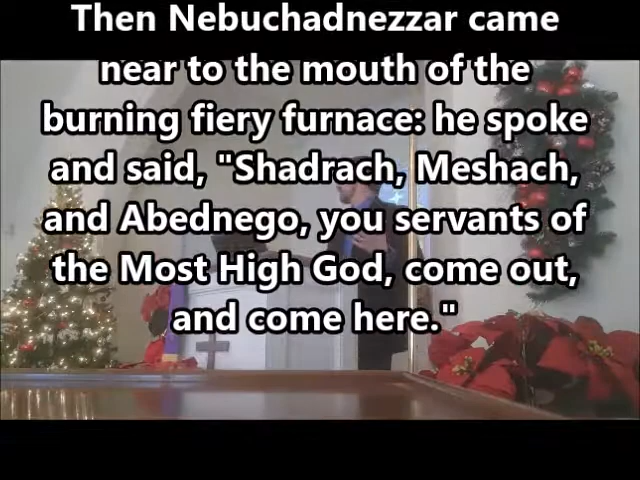 Then Nebuchadnezzar came
near to the mouth of the
burning fiery furnace: he spoke
and said, "Shadrach, Meshach,
and Abednego, you servants of
the Most High God, come out,
and come here."